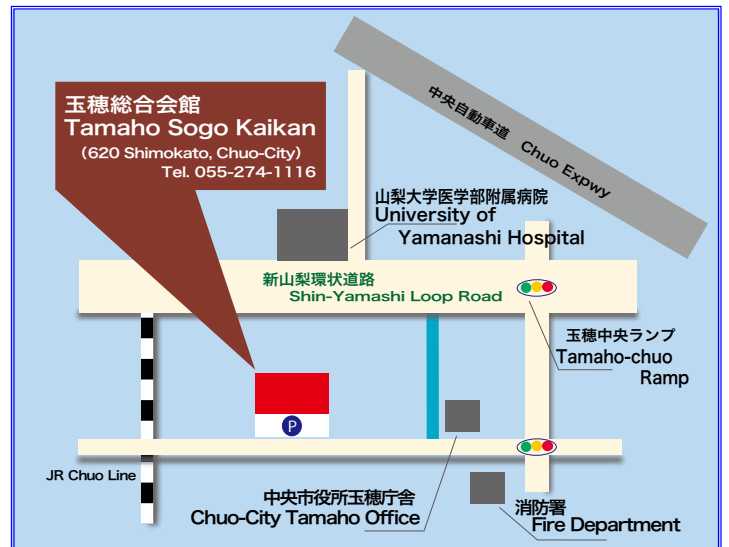 玉穂総合会館
Tamaho Sogo Kaikan
（620 Shimokato, Chuo-City）
Tel. 055-274-1116
中央自動車道　Chuo Expwy
山梨大学医学部附属病院
University of
Yamanashi Hospital
新山梨環状道路
Shin-Yamashi Loop Road
玉穂中央ランプ
Tamaho-chuo
Ramp
P
JR Chuo Line
中央市役所玉穂庁舎
Chuo-City Tamaho Office
消防署
Fire Department